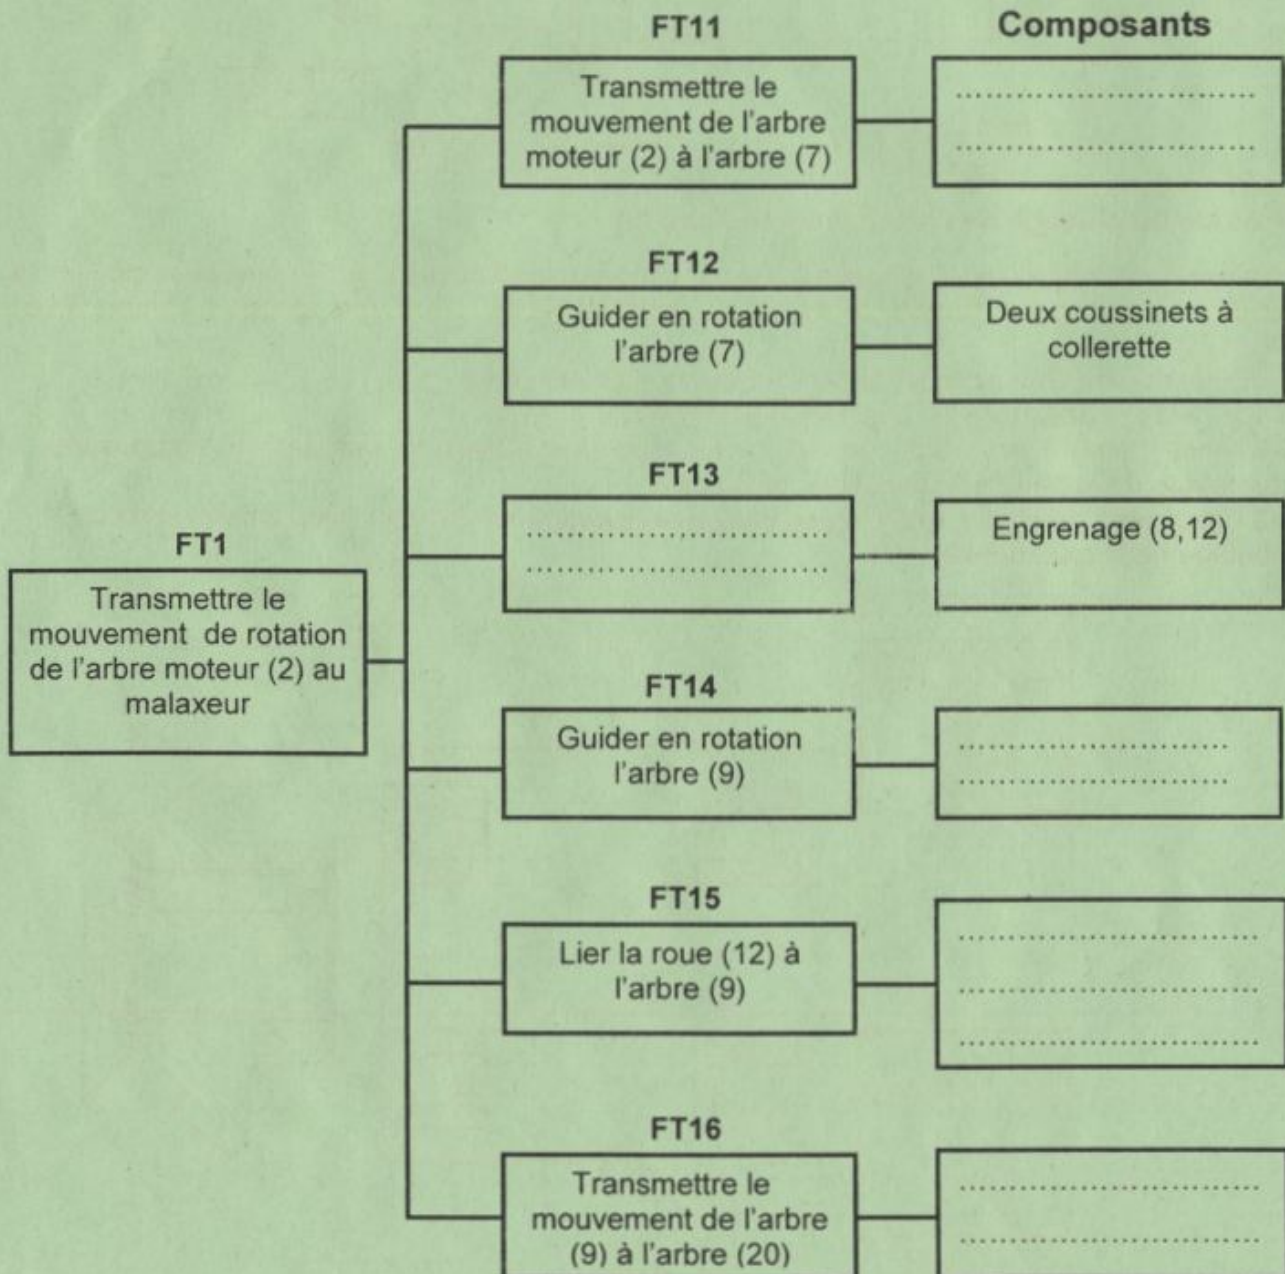 FT11
Composants
Transmettre le
mouvement de l'arbre
moteur (2) à l'arbre (7)
..............................
..............................
FT12
Guider en rotation
l'arbre (7)
Deux coussinets à
collerette
FT13
..............................
..............................
Engrenage (8,12)
FT1
Transmettre le
mouvement de rotation
de l'arbre moteur (2) au
malaxeur
FT14
Guider en rotation
l'arbre (9)
...........................
...........................
FT15
Lier la roue (12) à
l'arbre (9)
..............................
..............................
..............................
FT16
Transmettre le
mouvement de l'arbre
(9) à l'arbre (20)
..............................
..............................